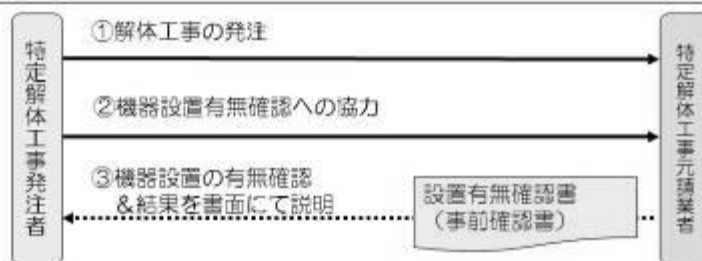 ①解体工事の発注
特定解体工事発注者
②機器設置有無確認への協力
③機器設置の有無確認
&結果を書面にて説明
設置有無確認書
（事前確認書）
特定解体工事元請業者